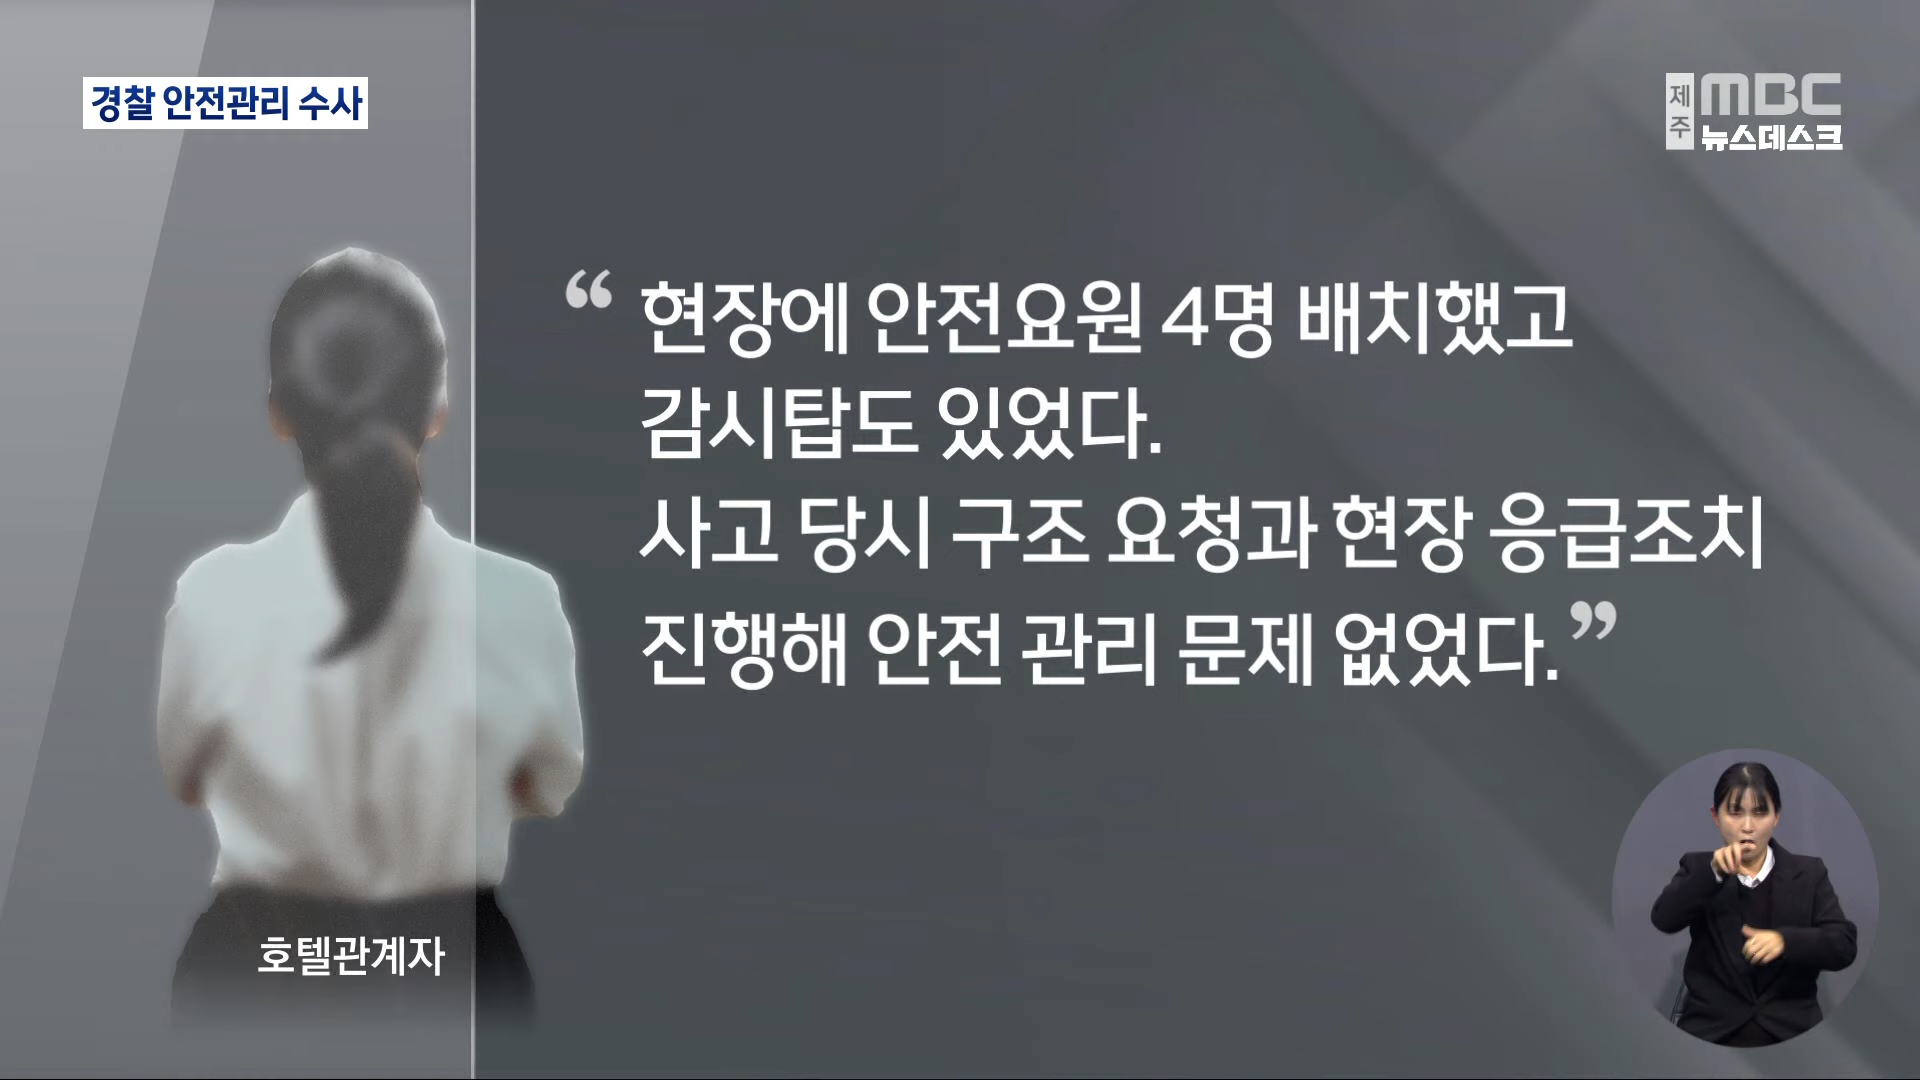 경찰 안전관리 수사
제주 MBC
뉴스데스크
“ 현장에 안전요원 4명 배치했고
감시탑도 있었다.
사고 당시 구조 요청과 현장 응급조치
진행해 안전 관리 문제 없었다. ”
호텔관계자